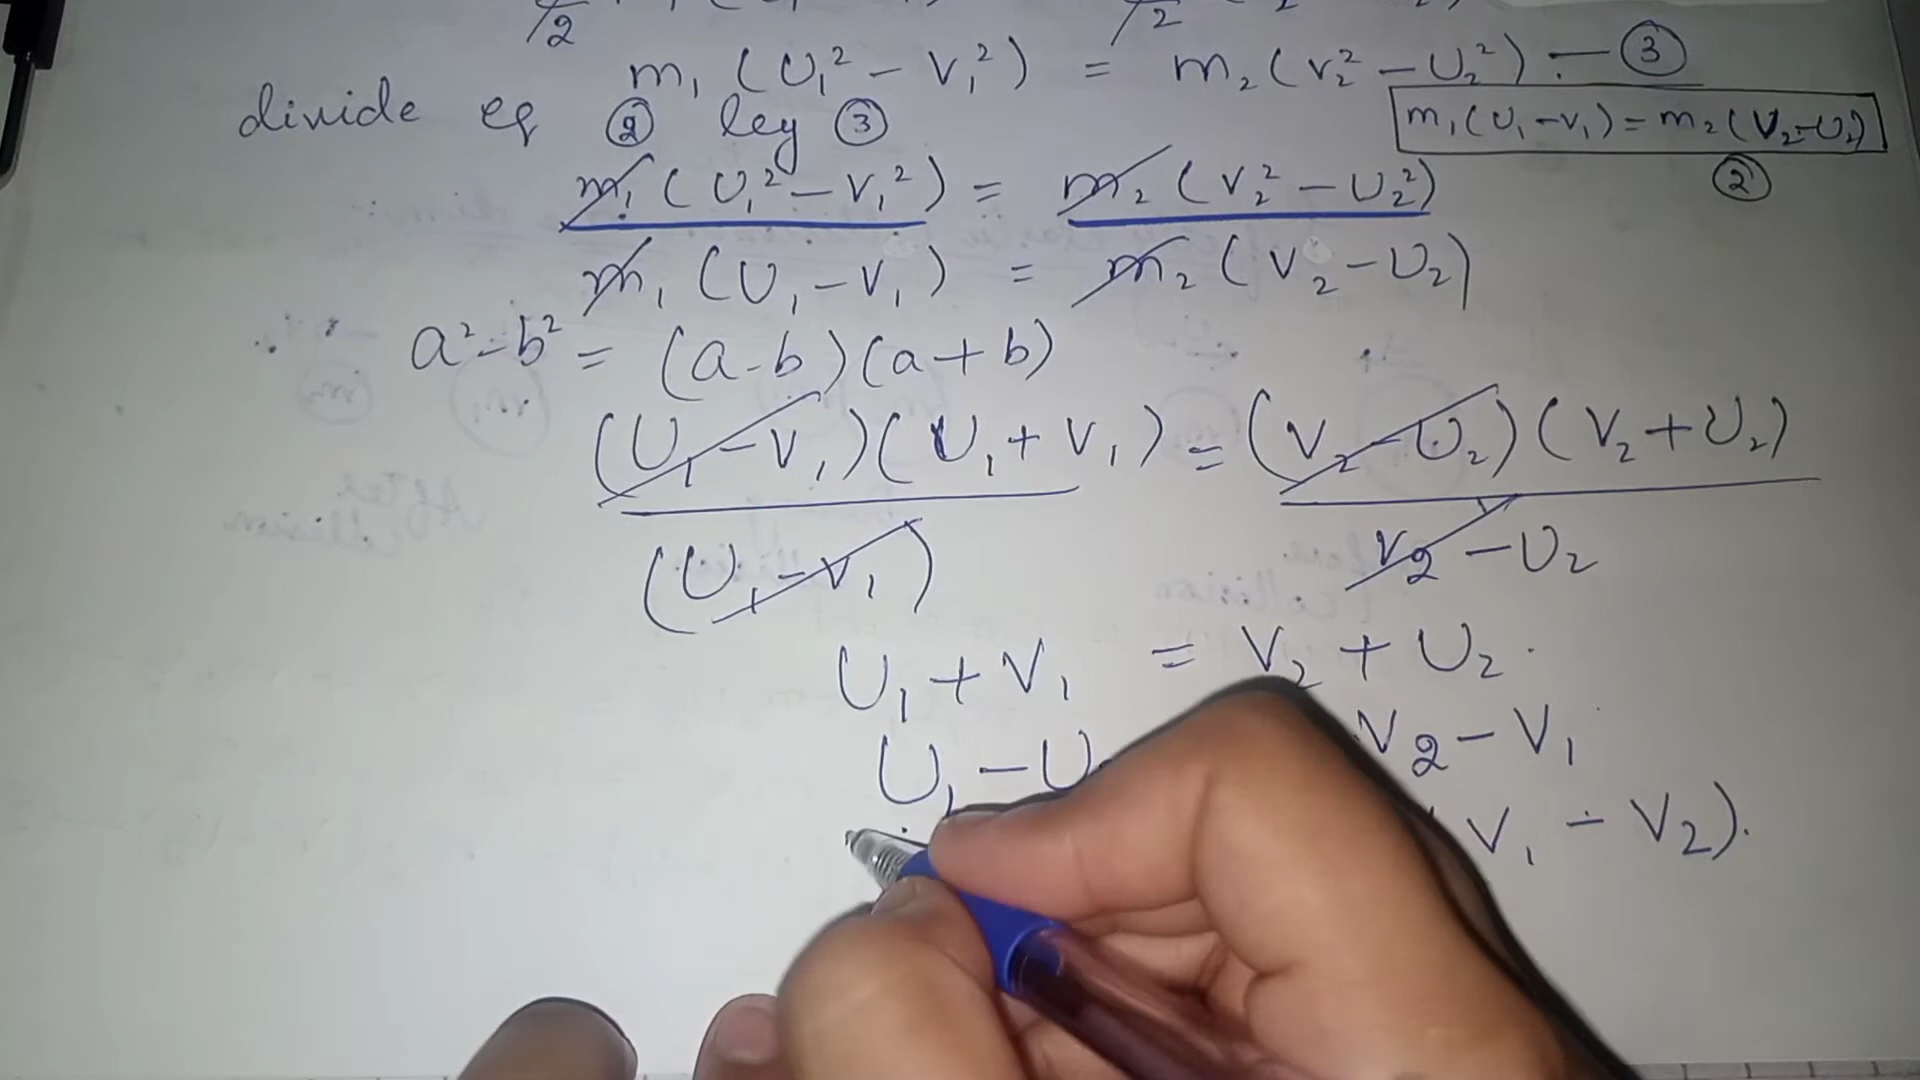 m₁ (U₁² − V₁²) = m₂ (V₂² − U₂²) — ③
divide eq ② by ③
m₁(U₁−V₁) = m₂(V₂−U₂)
②
m₁ (U₁² − V₁²) = m₂ (V₂² − U₂²)
m₁ (U₁ − V₁) = m₂ (V₂ − U₂)
∴ a² − b² = (a − b)(a + b)
(U₁ − V₁)(U₁ + V₁) = (V₂ − U₂)(V₂ + U₂)
(U₁ − V₁) V₂ − U₂
U₁ + V₁ = V₂ + U₂
U₁ − U V₂ − V₁
V₁ − V₂).